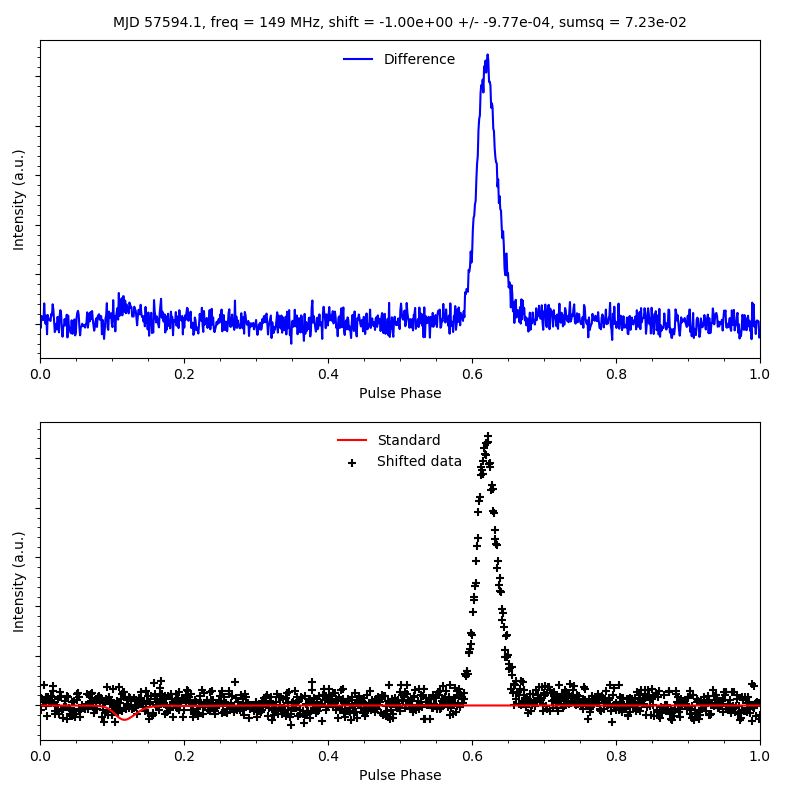 MJD 57594.1, freq = 149 MHz, shift = -1.00e+00 +/- -9.77e-04, sumsq = 7.23e-02
Difference
Intensity (a.u.)
0.0 0.2 0.4 0.6 0.8 1.0
Pulse Phase
Standard
Shifted data
Intensity (a.u.)
0.0 0.2 0.4 0.6 0.8 1.0
Pulse Phase